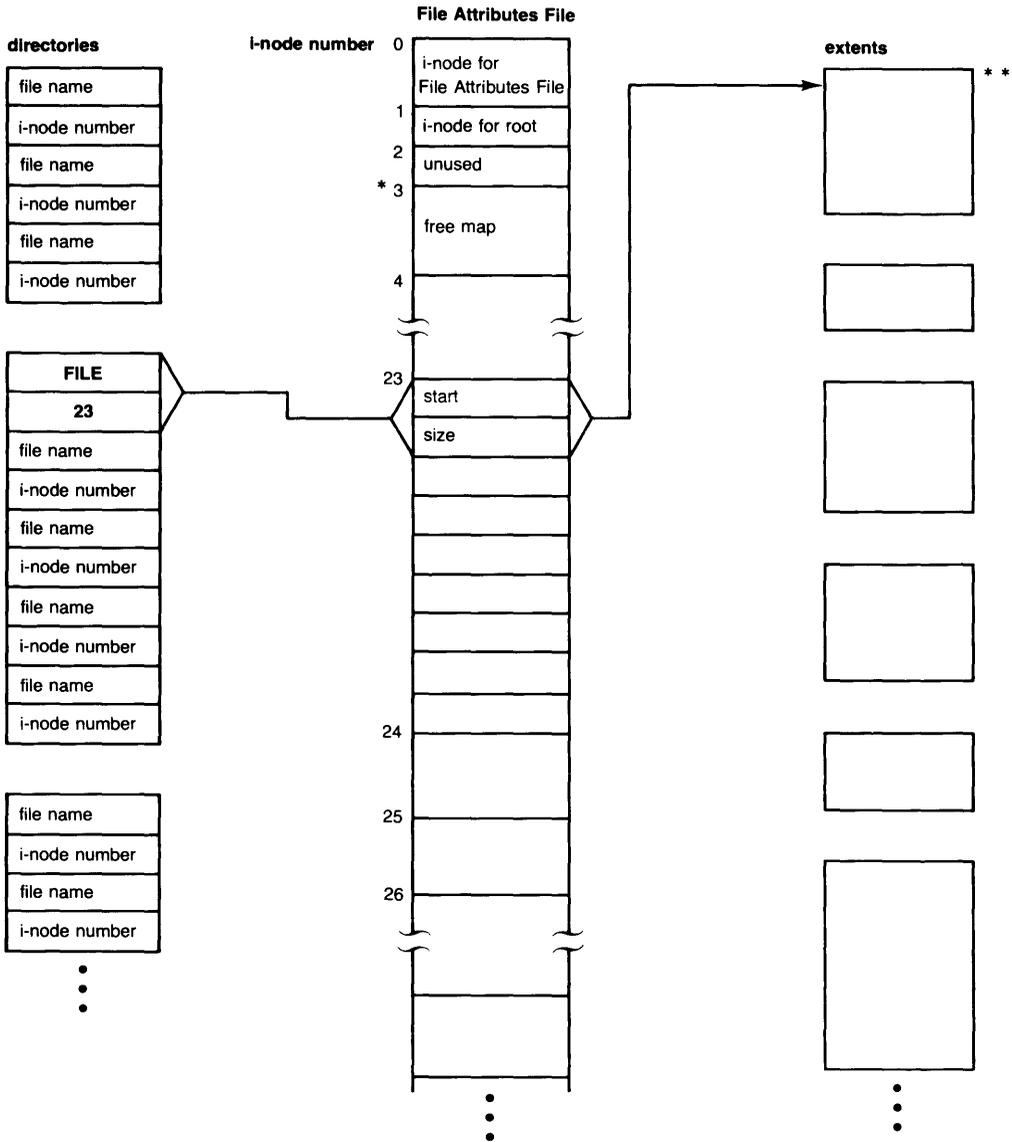 File Attributes File
directories
i-node number
extents
file name
i-node number
file name
i-node number
file name
i-node number
FILE
23
file name
i-node number
file name
i-node number
file name
i-node number
file name
i-node number
file name
i-node number
file name
i-node number
0
i-node for
File Attributes File
1
i-node for root
2
unused
* 3
free map
4
23
start
size
24
25
26
* *